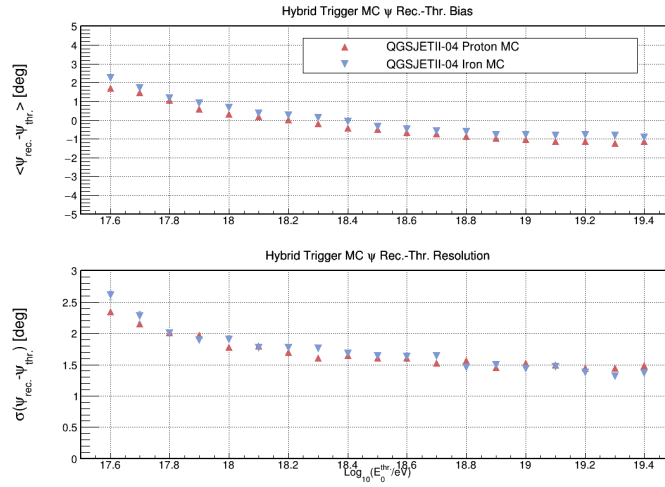 Hybrid Trigger MC ψ Rec.-Thr. Bias
<ψrec.-ψthr. > [deg]
5
4
3
2
1
0
−1
−2
−3
−4
−5
QGSJETII-04 Proton MC
QGSJETII-04 Iron MC
17.6 17.8 18 18.2 18.4 18.6 18.8 19 19.2 19.4
Hybrid Trigger MC ψ Rec.-Thr. Resolution
σ(ψrec.-ψthr.) [deg]
3
2.5
2
1.5
1
0.5
0
17.6 17.8 18 18.2 18.4 18.6 18.8 19 19.2 19.4
Log10(E0thr./eV)